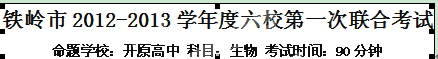 铁岭市 2012-2013 学年度六校第一次联合考试
命题学校：开原高中 科目：生物 考试时间：90 分钟